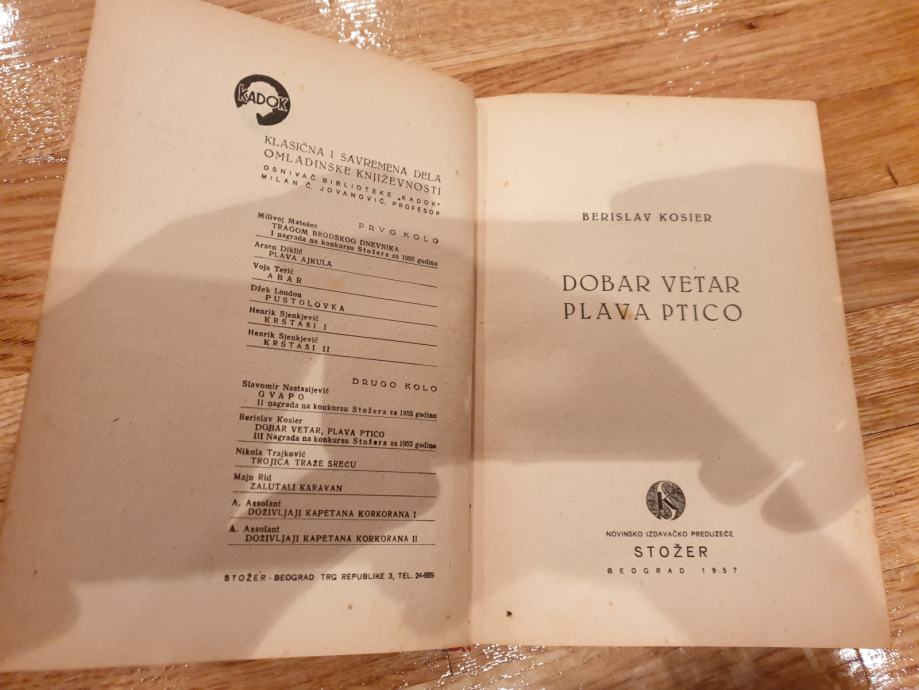 KADOK
KLASIČNA I SAVREMENA DELA
OMLADINSKE KNJIŽEVNOSTI
OSNIVAČ BIBLIOTEKE „KADOK"
MILAN Č. JOVANOVIĆ, PROFESOR
PRVO KOLO
Milivoj Matošec
TRAGOM BRODSKOG DNEVNIKA
I nagrada na konkursu Stožera za 1955 godinu
Arsen Diklić
PLAVA AJKULA
Voja Terić
ABAR
Džek London
PUSTOLOVKA
Henrik Sjenkjevič
KRSTAŠI I
Henrik Sjenkjevič
KRSTAŠI II
DRUGO KOLO
Slavomir Nastasijević
GVAPO
II nagrada na konkursu Stožera za 1955 godinu
Berislav Kosier
DOBAR VETAR, PLAVA PTICO
III Nagrada na konkursu Stožera za 1955 godinu
Nikola Trajković
TROJICA TRAŽE SREĆU
Majn Rid
ZALUTALI KARAVAN
A. Assolant
DOŽIVLJAJI KAPETANA KORKORANA I
A. Assolant
DOŽIVLJAJI KAPETANA KORKORANA II
STOŽER - BEOGRAD TRG REPUBLIKE 3, TEL. 24-689
BERISLAV KOSIER
DOBAR VETAR
PLAVA PTICO
NOVINSKO IZDAVAČKO PREDUZEĆE
STOŽER
BEOGRAD 1957